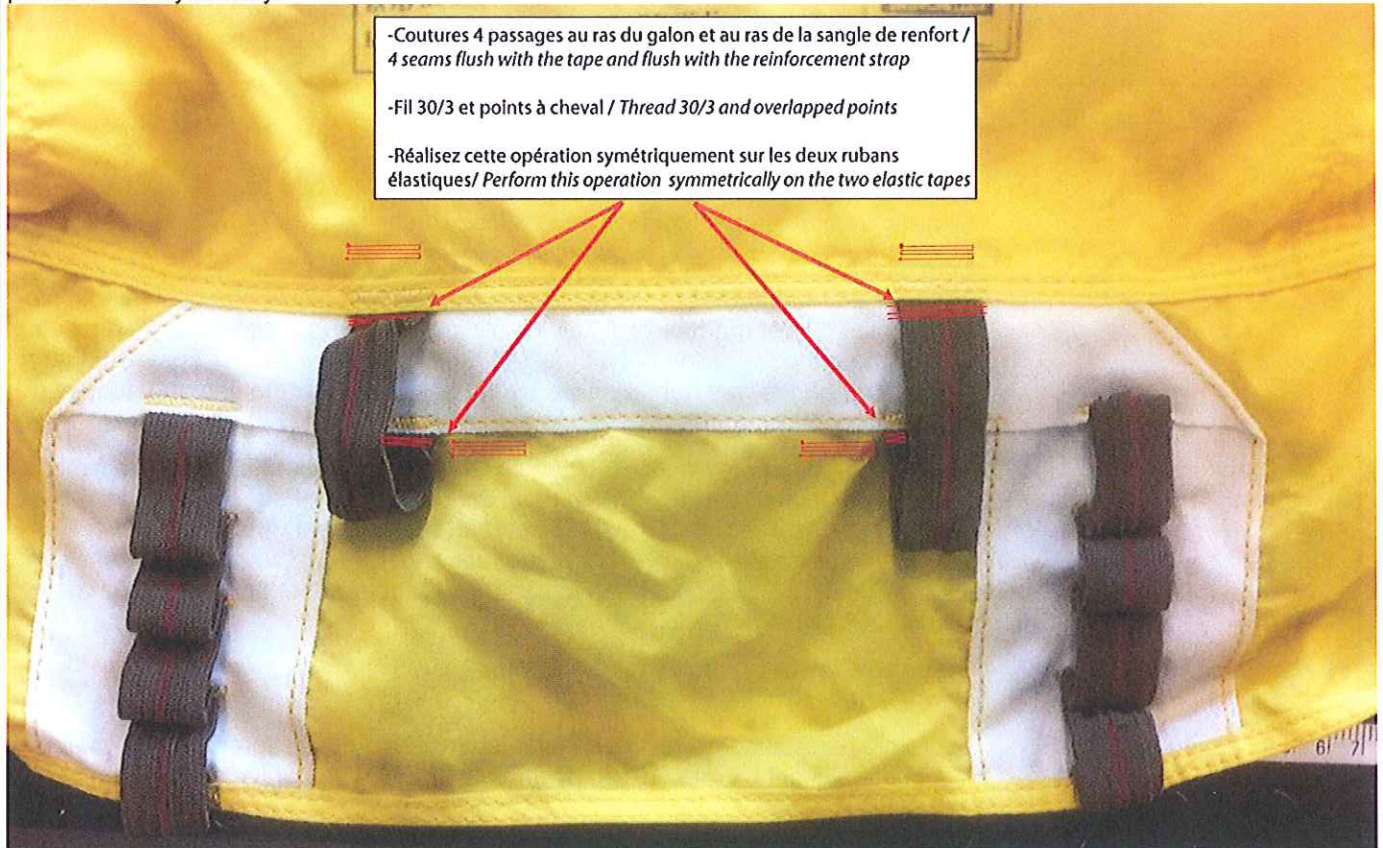 -Coutures 4 passages au ras du galon et au ras de la sangle de renfort /
4 seams flush with the tape and flush with the reinforcement strap
-Fil 30/3 et points à cheval / Thread 30/3 and overlapped points
-Réalisez cette opération symétriquement sur les deux rubans
élastiques/ Perform this operation symmetrically on the two elastic tapes
6 7